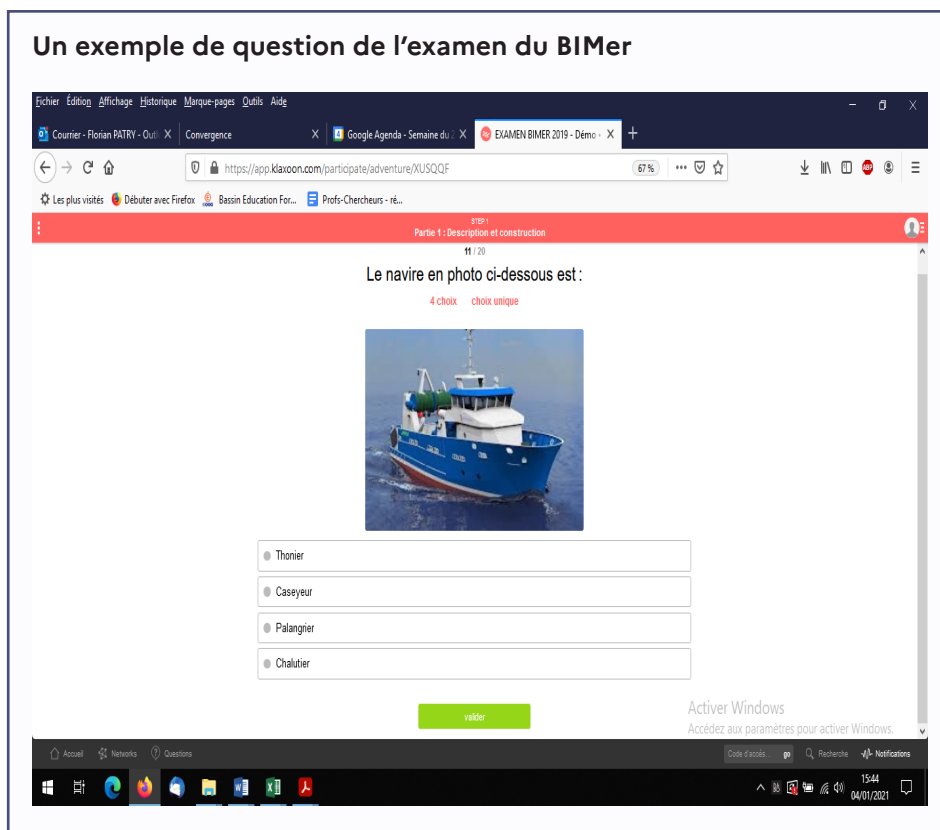 Un exemple de question de l'examen du BIMer
Fichier Édition Affichage Historique Marque-pages Outils Aide
Courrier - Florian PATRY - Outl Convergence Google Agenda - Semaine du 2 EXAMEN BIMER 2019 - Démo
https://app.klaxoon.com/participate/adventure/XUSQQF 67 %
Les plus visités Débuter avec Firefox Bassin Education For... Profs-Chercheurs - ré...
STEP 1
Partie 1 : Description et construction
11 / 20
Le navire en photo ci-dessous est :
4 choix choix unique
Thonier
Caseyeur
Palangrier
Chalutier
valider
Activer Windows
Accédez aux paramètres pour activer Windows.
Accueil Networks Questions Code d'accès... go Recherche Notifications
15:44
04/01/2021